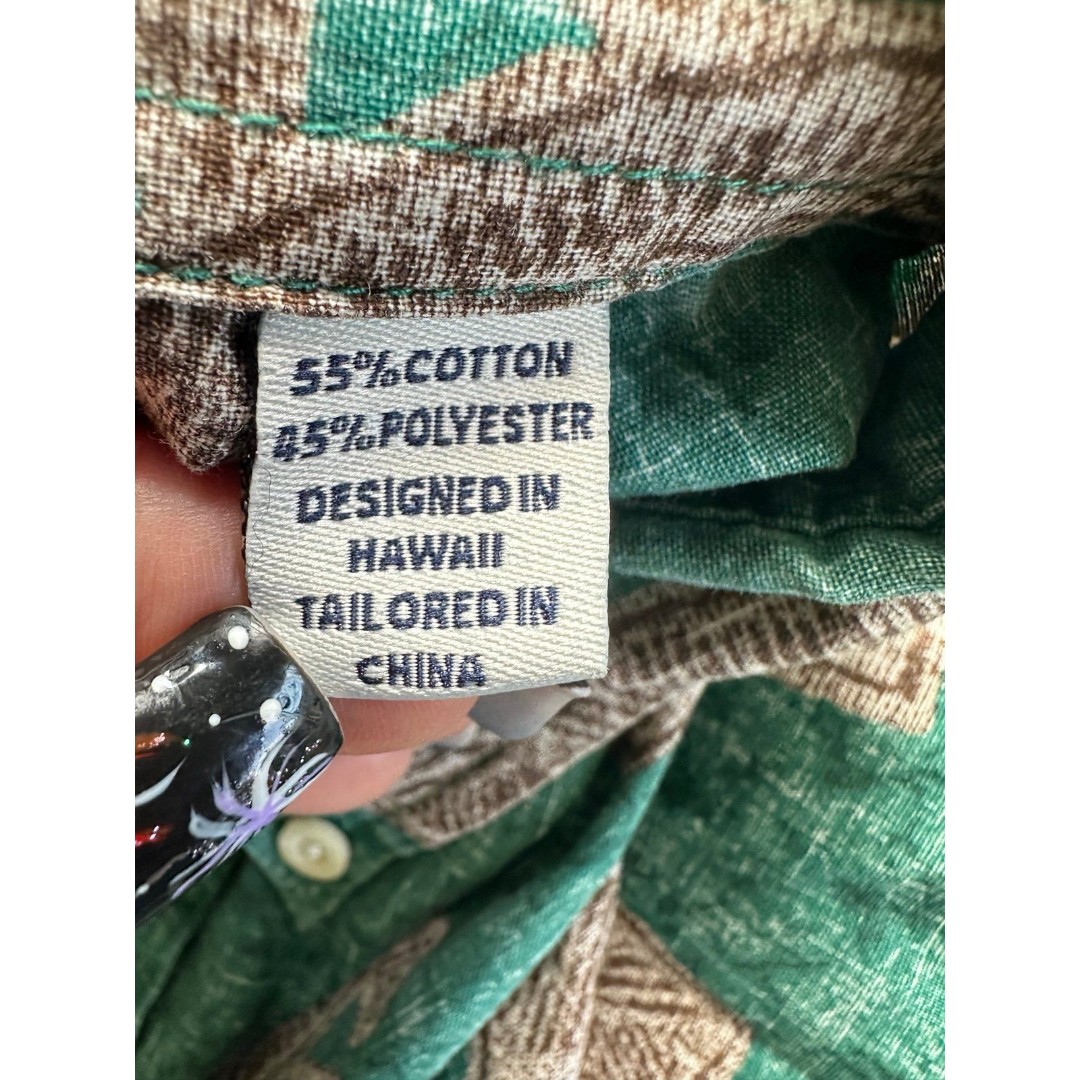 55% COTTON
45% POLYESTER
DESIGNED IN
HAWAII
TAILORED IN
CHINA